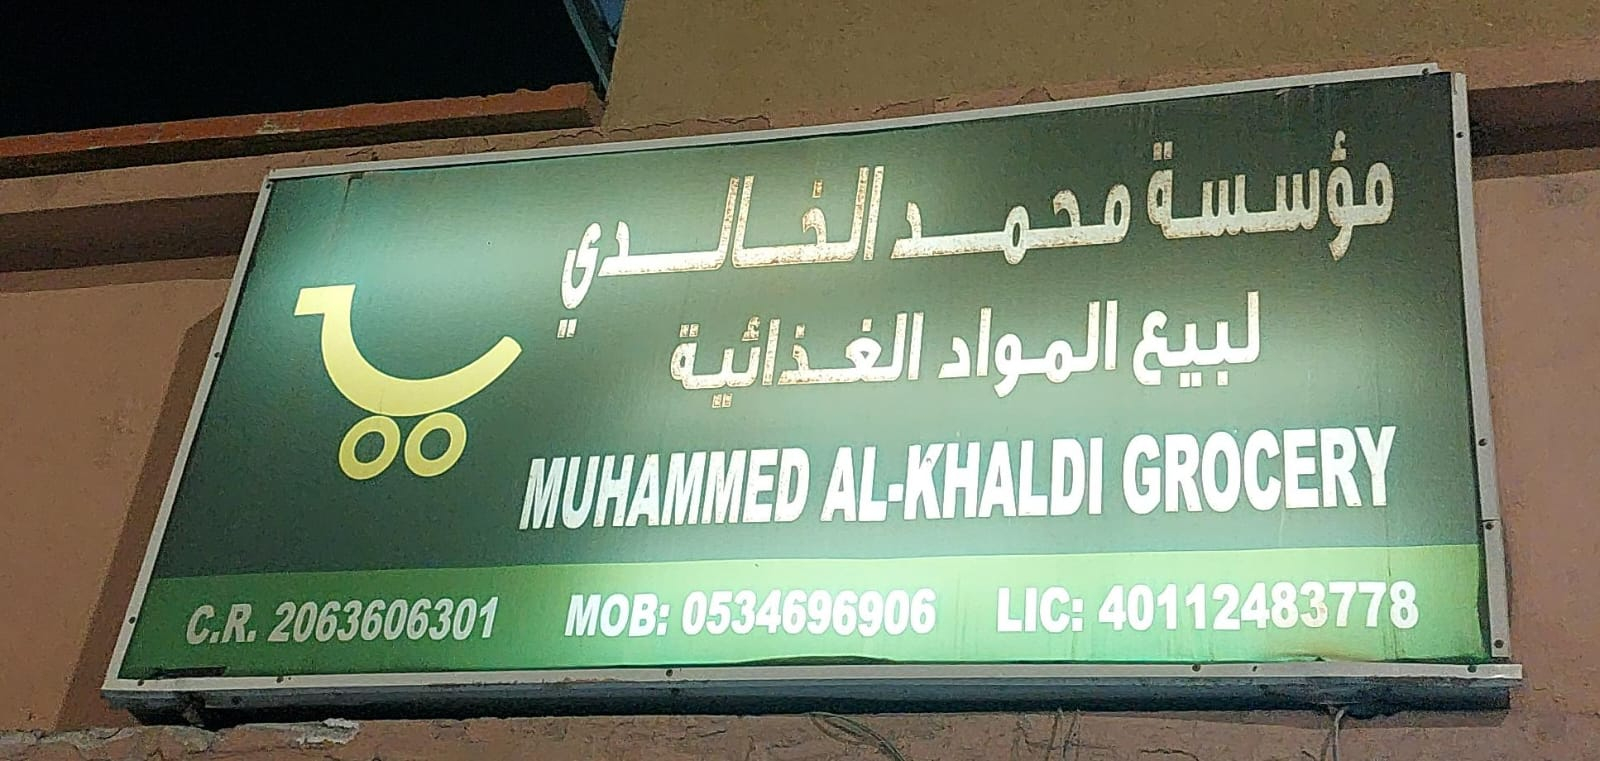 مؤسسة محمد الخالدي
لبيع المواد الغذائية
MUHAMMED AL-KHALDI GROCERY
C.R. 2063606301 MOB: 0534696906 LIC: 40112483778